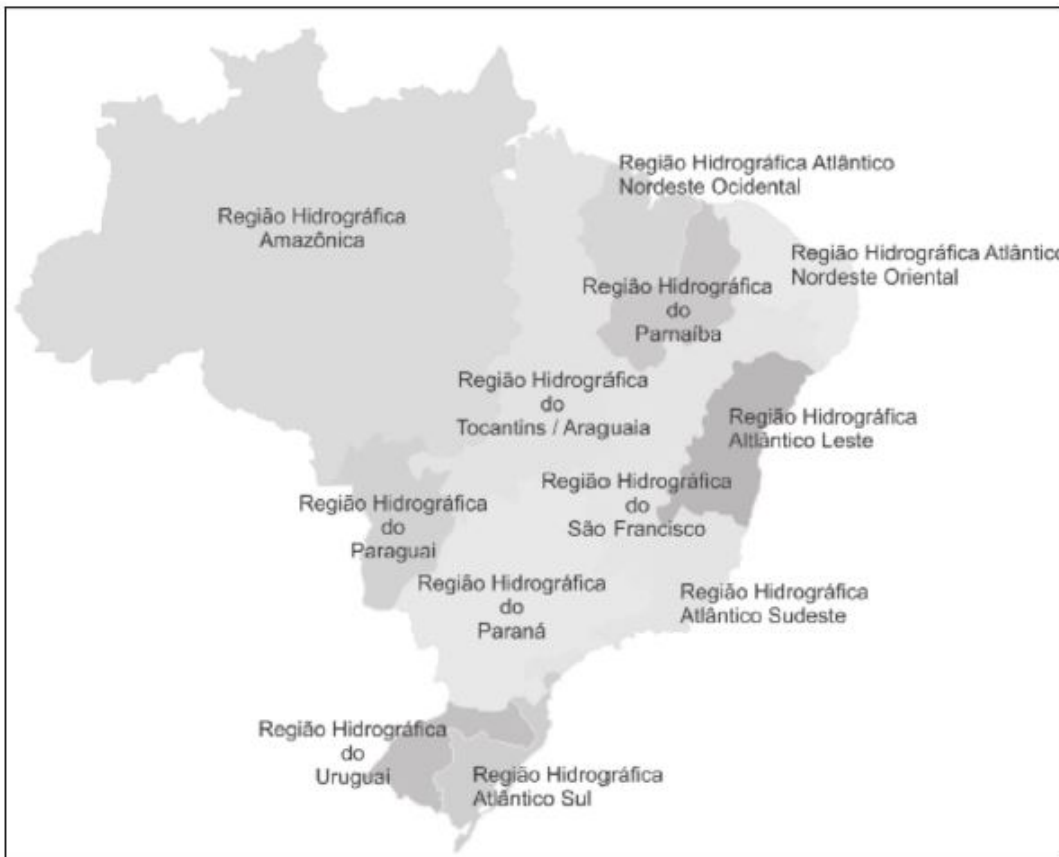 Região Hidrográfica Atlântico
Nordeste Ocidental
Região Hidrográfica
Amazônica
Região Hidrográfica Atlântico
Nordeste Oriental
Região Hidrográfica
do
Parnaíba
Região Hidrográfica
do
Tocantins / Araguaia
Região Hidrográfica
Altlântico Leste
Região Hidrográfica
do
São Francisco
Região Hidrográfica
do
Paraguai
Região Hidrográfica
do
Paraná
Região Hidrográfica
Atlântico Sudeste
Região Hidrográfica
do
Uruguai
Região Hidrográfica
Atlântico Sul